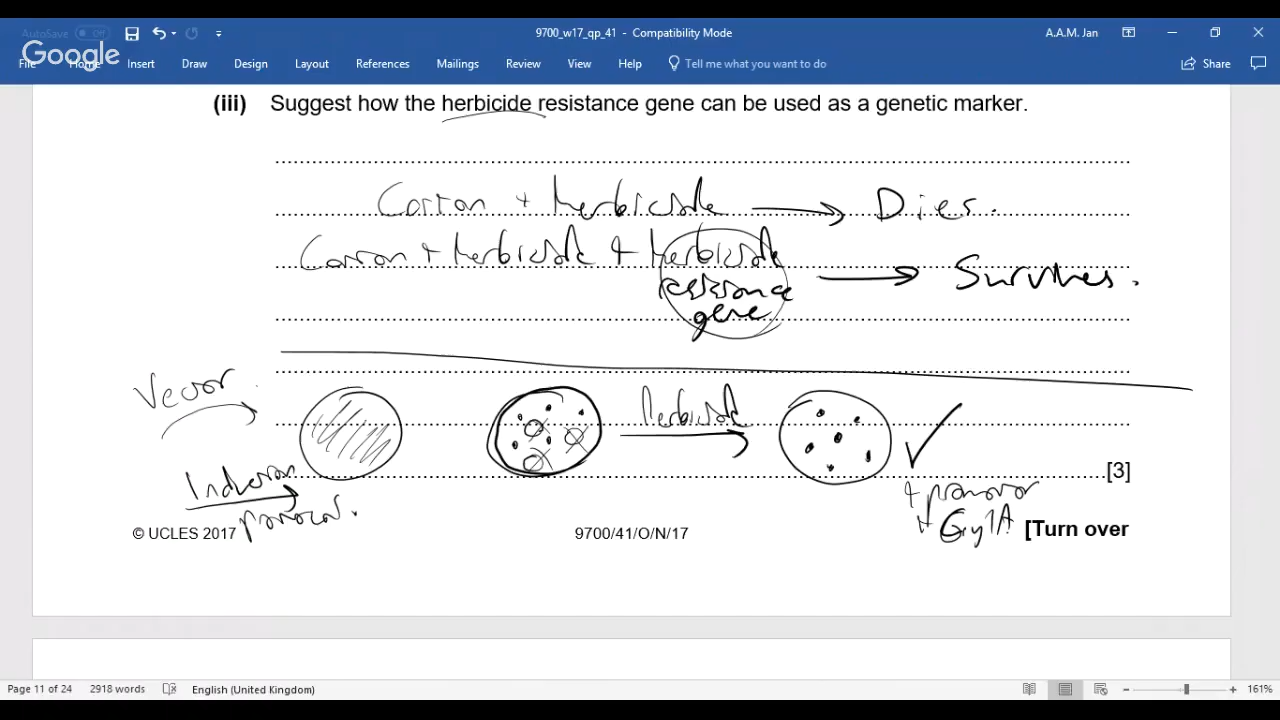 AutoSave Off 9700_w17_qp_41 - Compatibility Mode A.A.M. Jan
Google
File Home Insert Draw Design Layout References Mailings Review View Help Tell me what you want to do Share
(iii) Suggest how the herbicide resistance gene can be used as a genetic marker.
Cotton + Herbicide → Dies.
Cotton + Herbicide + Herbicide
resistance
gene → Survives.
Vector
Herbicide
[3]
+ promotor
+ Cry1A
© UCLES 2017 9700/41/O/N/17 [Turn over
Page 11 of 24 2918 words English (United Kingdom) 161%